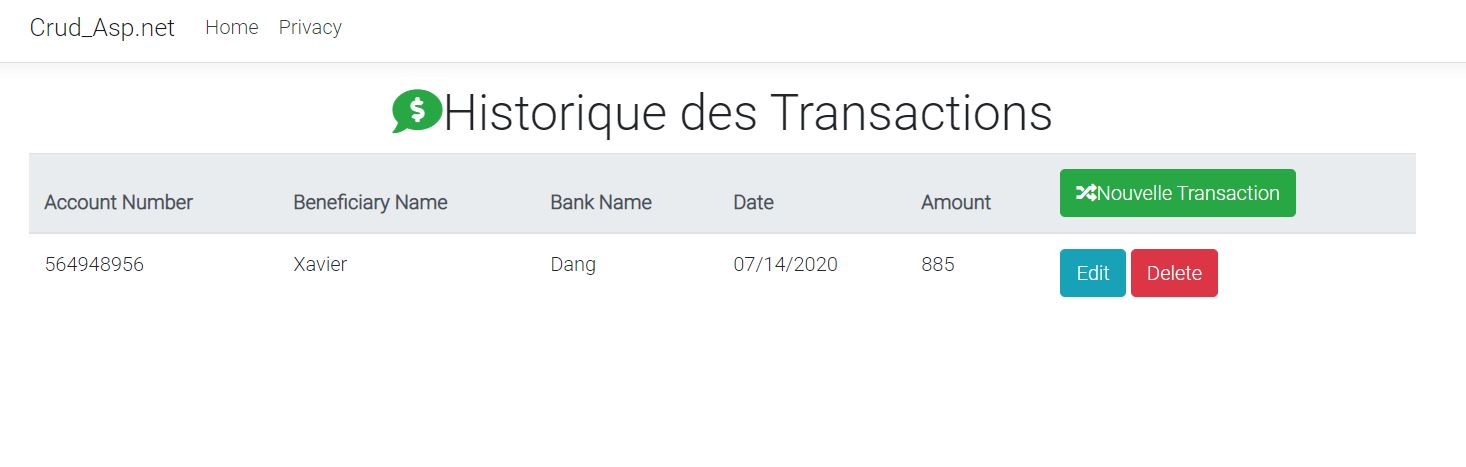 Crud_Asp.net Home Privacy
Historique des Transactions
Account Number Beneficiary Name Bank Name Date Amount Nouvelle Transaction
564948956 Xavier Dang 07/14/2020 885 Edit Delete